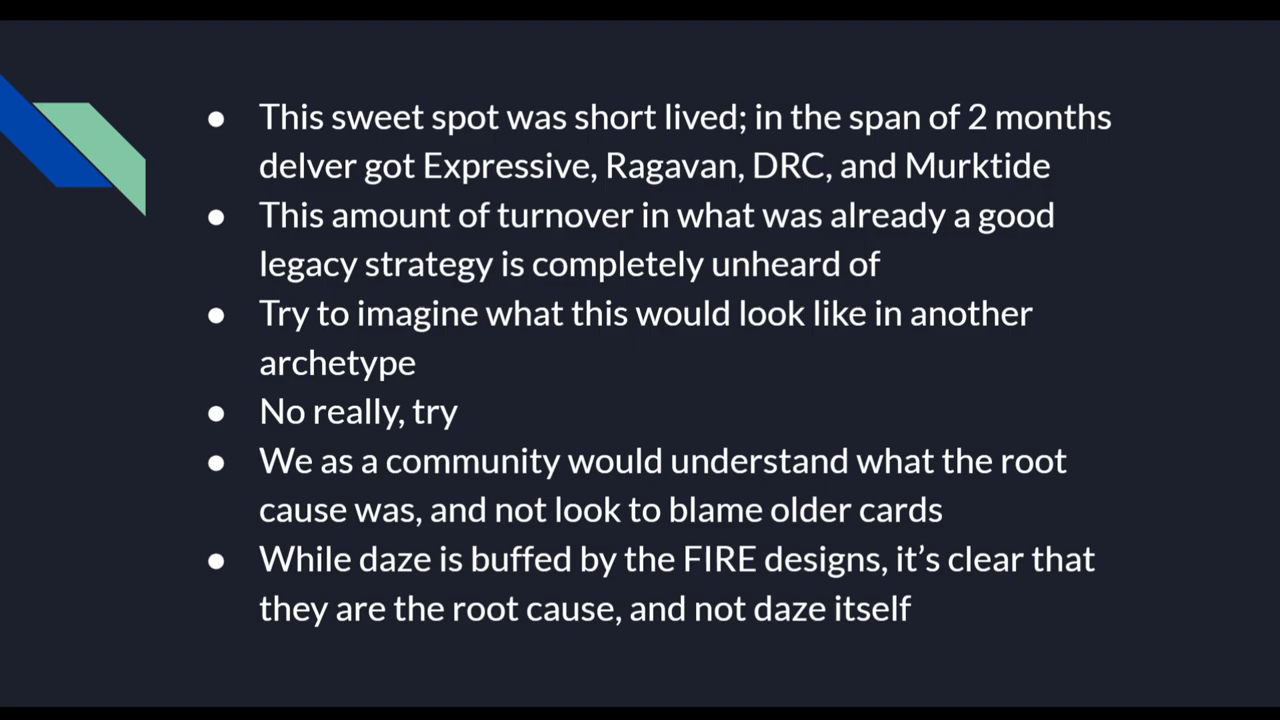 ● This sweet spot was short lived; in the span of 2 months
delver got Expressive, Ragavan, DRC, and Murktide
● This amount of turnover in what was already a good
legacy strategy is completely unheard of
● Try to imagine what this would look like in another
archetype
● No really, try
● We as a community would understand what the root
cause was, and not look to blame older cards
● While daze is buffed by the FIRE designs, it’s clear that
they are the root cause, and not daze itself